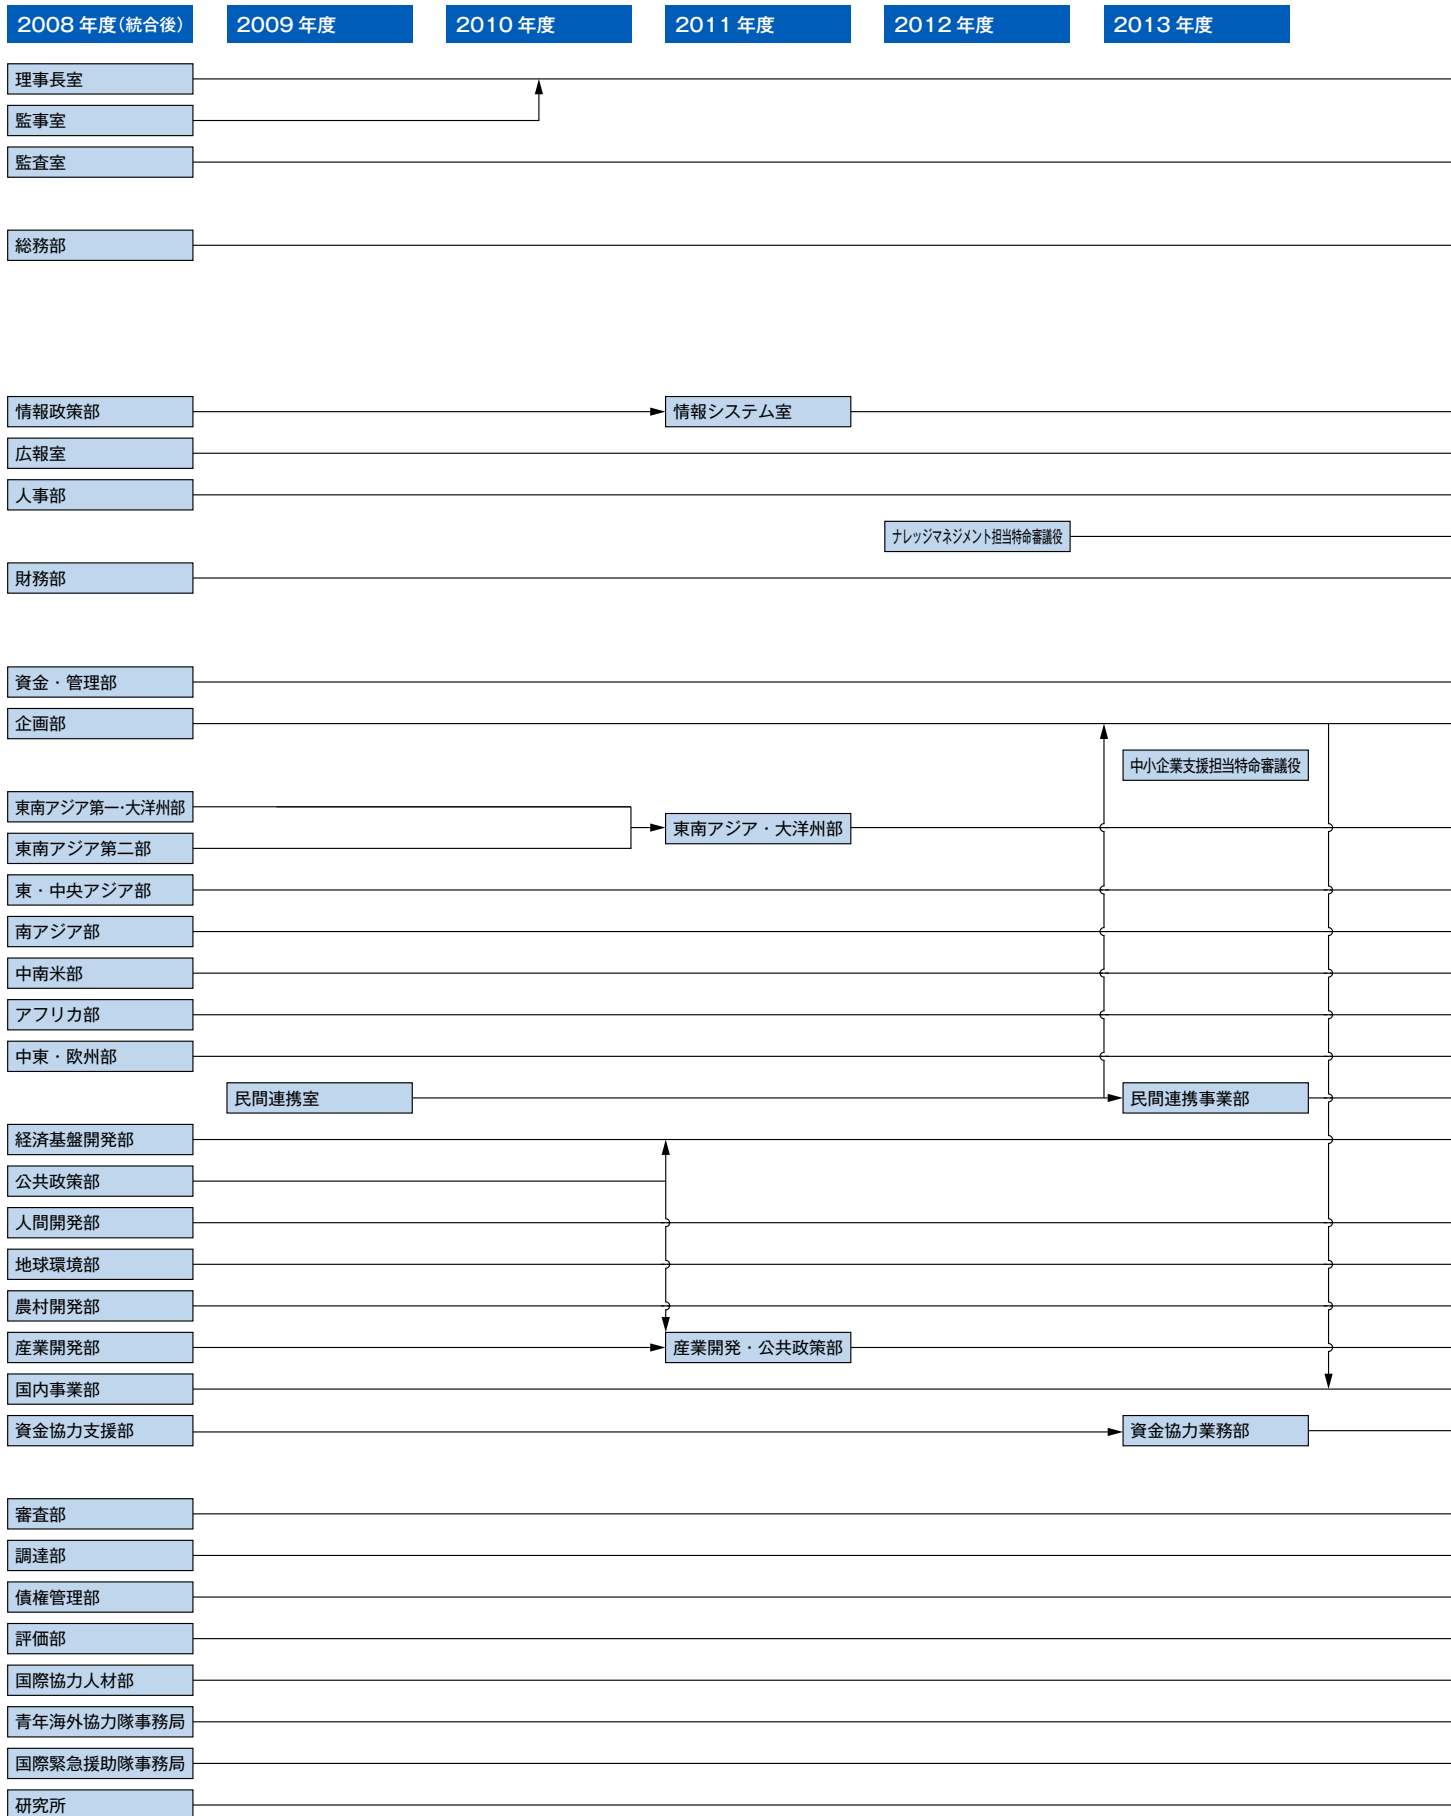 2008 年度(統合後)
2009 年度
2010 年度
2011 年度
2012 年度
2013 年度
理事長室
監事室
監査室
総務部
情報政策部
情報システム室
広報室
人事部
ナレッジマネジメント担当特命審議役
財務部
資金・管理部
企画部
中小企業支援担当特命審議役
東南アジア第一・大洋州部
東南アジア・大洋州部
東南アジア第二部
東・中央アジア部
南アジア部
中南米部
アフリカ部
中東・欧州部
民間連携室
民間連携事業部
経済基盤開発部
公共政策部
人間開発部
地球環境部
農村開発部
産業開発部
産業開発・公共政策部
国内事業部
資金協力支援部
資金協力業務部
審査部
調達部
債権管理部
評価部
国際協力人材部
青年海外協力隊事務局
国際緊急援助隊事務局
研究所